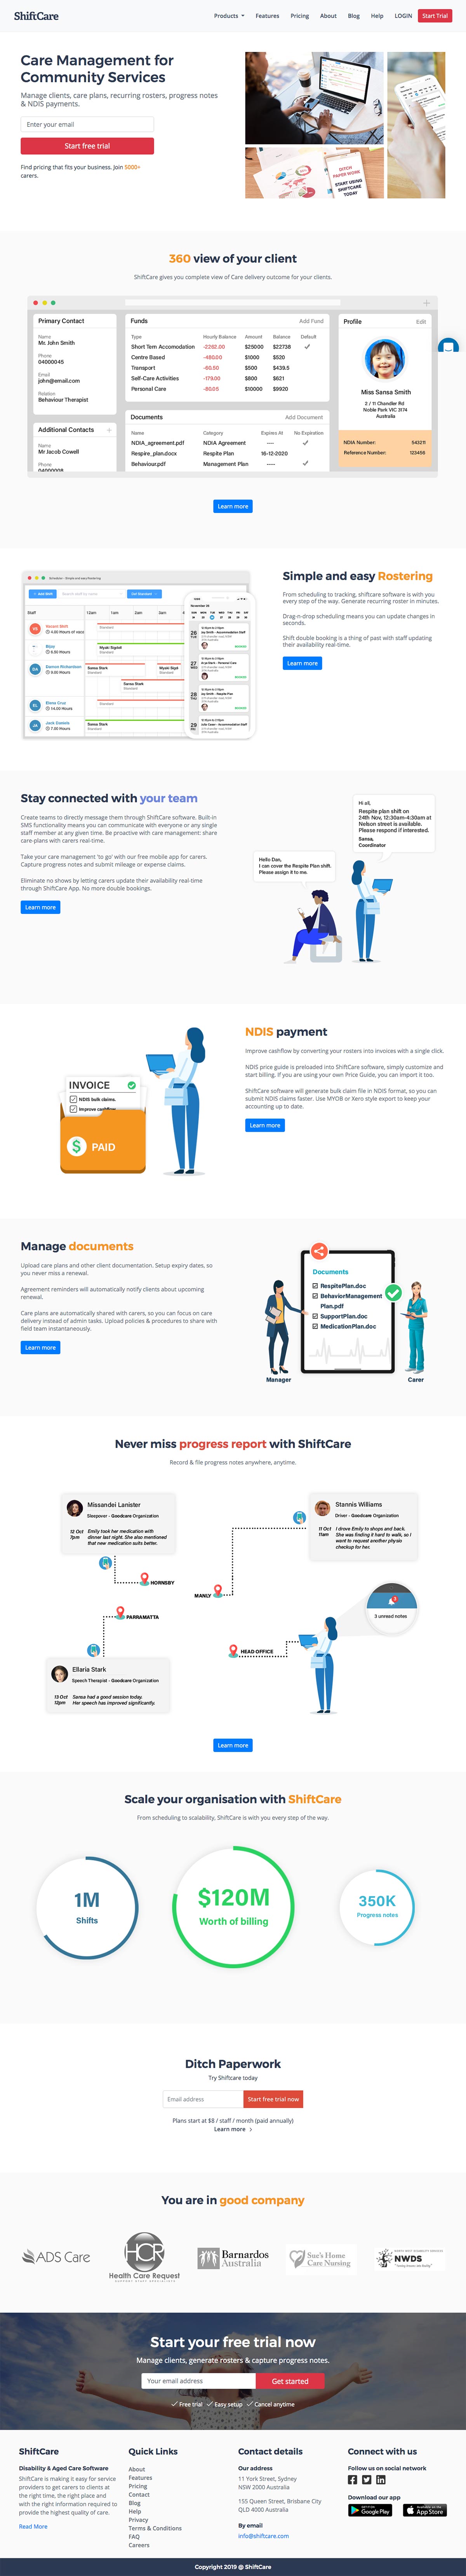 ShiftCare
Products Features Pricing About Blog Help LOGIN Start Trial
Care Management for
Community Services
Manage clients, care plans, recurring rosters, progress notes
& NDIS payments.
Enter your email
Start free trial
Find pricing that fits your business. Join 5000+
carers.
DITCH
PAPER WORK
START USING
SHIFTCARE
TODAY
360 view of your client
ShiftCare gives you complete view of Care delivery outcome for your clients.
Primary Contact
Name
Mr. John Smith
Phone
04000045
Email
john@email.com
Relation
Behaviour Therapist
Additional Contacts
Name
Mr Jacob Cowell
Phone
04000008
Funds Add Fund
Type Hourly Balance Amount Balance Default
Short Tern Accomodation -2262.00 $25000 $22738
Centre Based -480.00 $1000 $520
Transport -60.50 $500 $439.5
Self-Care Activities -179.00 $800 $621
Personal Care -80.05 $10000 $9920
Documents Add Document
Name Category Expires At No Expiration
NDIA_agreement.pdf NDIA Agreement ----
Respire_plan.docx Respite Plan 16-12-2020
Behaviour.pdf Management Plan ----
Profile Edit
Miss Sansa Smith
2 / 11 Chandler Rd
Noble Park VIC 3174
Australia
NDIA Number: 543211
Reference Number: 123456
Learn more
Simple and easy Rostering
From scheduling to tracking, shiftcare software is with you
every step of the way. Generate recurring roster in minutes.
Drag-n-drop scheduling means you can update changes in
seconds.
Shift double booking is a thing of past with staff updating
their availability real-time.
Learn more
Staff 12am 1am 2am 3am
Stay connected with your team
Create teams to directly message them through ShiftCare software. Built-in
SMS functionality means you can communicate with everyone or any single
staff member at any given time. Be proactive with care management: share
care-plans with carers real-time.
Take your care management 'to go' with our free mobile app for carers.
Capture progress notes and submit mileage or expense claims.
Eliminate no shows by letting carers update their availability real-time
through ShiftCare App. No more double bookings.
Learn more
Hi all,
Respite plan shift on
24th Nov, 12:30am-4:30am at
Nelson street is available.
Please respond if interested.
Sansa,
Coordinator
Hello Dan,
I can cover the Respite Plan shift.
Please assign it to me.
NDIS payment
Improve cashflow by converting your rosters into invoices with a single click.
NDIS price guide is preloaded into ShiftCare software, simply customize and
start billing, if you are using your own Price Guide, you can import it too.
ShiftCare software will generate bulk claim file in NDIS format, so you can
submit NDIS claims faster. Use MYOB or Xero style export to keep your
accounting up to date.
Learn more
INVOICE
NDIS bulk claims.
Improve cashflow
$ PAID
Manage documents
Upload care plans and other client documentation. Setup expiry dates, so
you never miss a renewal.
Agreement reminders will automatically notify clients about upcoming
renewal.
Care plans are automatically shared with carers, so you can focus on care
delivery instead of admin tasks. Upload policies & procedures to share with
field team instantaneously.
Learn more
Documents
RespitePlan.doc
BehaviorManagement
Plan.pdf
SupportPlan.doc
MedicationPlan.doc
Manager Carer
Never miss progress report with ShiftCare
Record & file progress notes anywhere, anytime.
Missandei Lanister
Sleepover - Goodcare Organization
12 Oct
7pm
Emily took her medication with
dinner last night. She also mentioned
that new medication suits better.
Stannis Williams
Driver - Goodcare Organization
11 Oct
11am
I drove Emily to shops and back.
She was finding it hard to walk, so I
want to request another physio
checkup for her.
HORNSBY
MANLY
PARRAMATTA
HEAD OFFICE
3 unread notes
Ellaria Stark
Speech Therapist - Goodcare Organization
13 Oct
12pm
Sansa had a good session today.
Her speech has improved significantly.
Learn more
Scale your organisation with ShiftCare
From scheduling to scalability, ShiftCare is with you every step of the way.
1M
Shifts
$120M
Worth of billing
350K
Progress notes
Ditch Paperwork
Try Shiftcare today
Email address Start free trial now
Plans start at $8 / staff / month (paid annually)
Learn more
You are in good company
ADS Care
HCR
Health Care Request
Barnardos
Australia
Sue's Home
Care Nursing
NWDS
Start your free trial now
Manage clients, generate rosters & capture progress notes.
Your email address Get started
Free trial Easy setup Cancel anytime
ShiftCare
Disability & Aged Care Software
ShiftCare is making it easy for service
providers to get carers to clients at
the right time, the right place and
with the right information required to
provide the highest quality of care.
Read More
Quick Links
About
Features
Pricing
Contact
Blog
Help
Privacy
Terms & Conditions
FAQ
Careers
Contact details
Our address
11 York Street, Sydney
NSW 2000 Australia
155 Queen Street, Brisbane City
QLD 4000 Australia
By email
info@shiftcare.com
Connect with us
Follow us on social network
Download our app
Google Play
App Store
Copyright 2019 @ ShiftCare